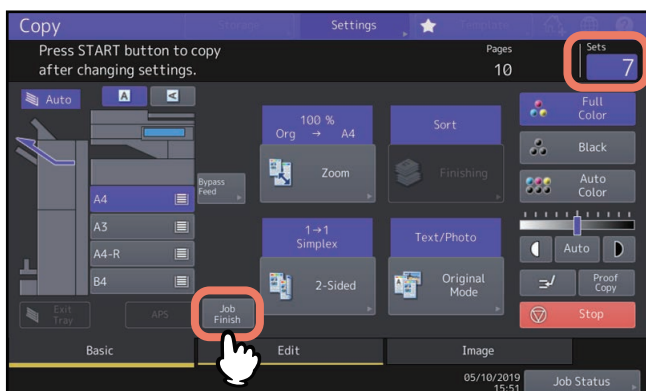 Copy
Storage
Settings
Template
Press START button to copy
after changing settings.
Pages
10
Sets
7
Auto
A
A
100 %
Org → A4
Zoom
Sort
Finishing
Full
Color
Black
Auto
Color
Bypass
Feed
A4
A3
A4-R
B4
1→1
Simplex
2-Sided
Text/Photo
Original
Mode
Auto
Proof
Copy
Exit
Tray
APS
Job
Finish
Stop
Basic
Edit
Image
05/10/2019
15:51
Job Status